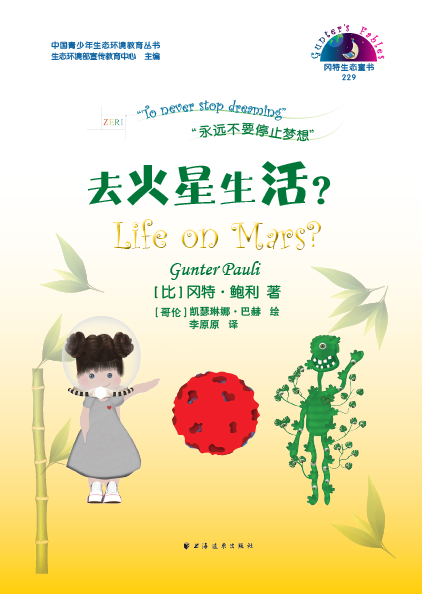 中国青少年生态环境教育丛书
生态环境部宣传教育中心 主编
Gunter's Fables
冈特生态童书
229
ZERI
"To never stop dreaming"
“永远不要停止梦想”
去火星生活?
Life on Mars?
Gunter Pauli
[比] 冈特·鲍利 著
[哥伦] 凯瑟琳娜·巴赫 绘
李原原 译
上海远东出版社